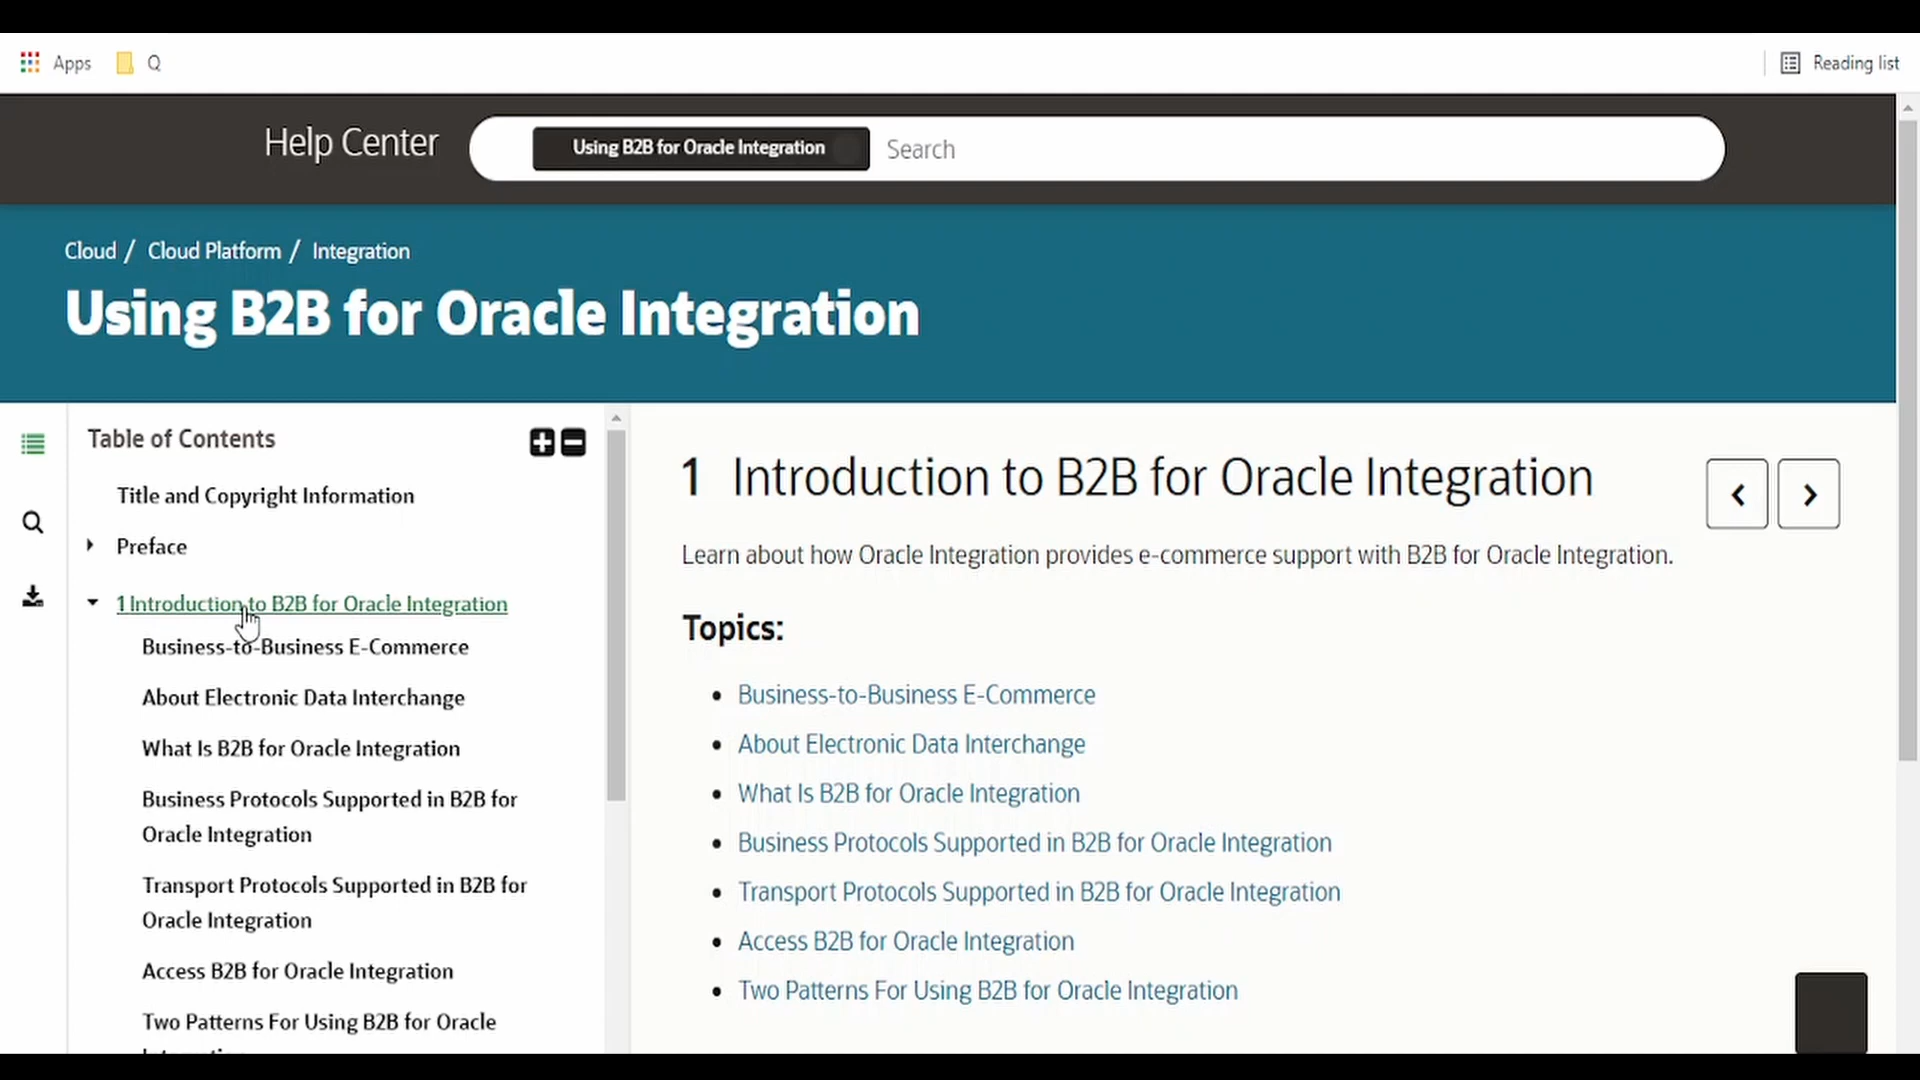 Apps
Q
Reading list
Help Center
Using B2B for Oracle Integration
Search
Cloud / Cloud Platform / Integration
Using B2B for Oracle Integration
Table of Contents
Title and Copyright Information
Preface
1 Introduction to B2B for Oracle Integration
Business-to-Business E-Commerce
About Electronic Data Interchange
What Is B2B for Oracle Integration
Business Protocols Supported in B2B for
Oracle Integration
Transport Protocols Supported in B2B for
Oracle Integration
Access B2B for Oracle Integration
Two Patterns For Using B2B for Oracle
1 Introduction to B2B for Oracle Integration
Learn about how Oracle Integration provides e-commerce support with B2B for Oracle Integration.
Topics:
• Business-to-Business E-Commerce
• About Electronic Data Interchange
• What Is B2B for Oracle Integration
• Business Protocols Supported in B2B for Oracle Integration
• Transport Protocols Supported in B2B for Oracle Integration
• Access B2B for Oracle Integration
• Two Patterns For Using B2B for Oracle Integration